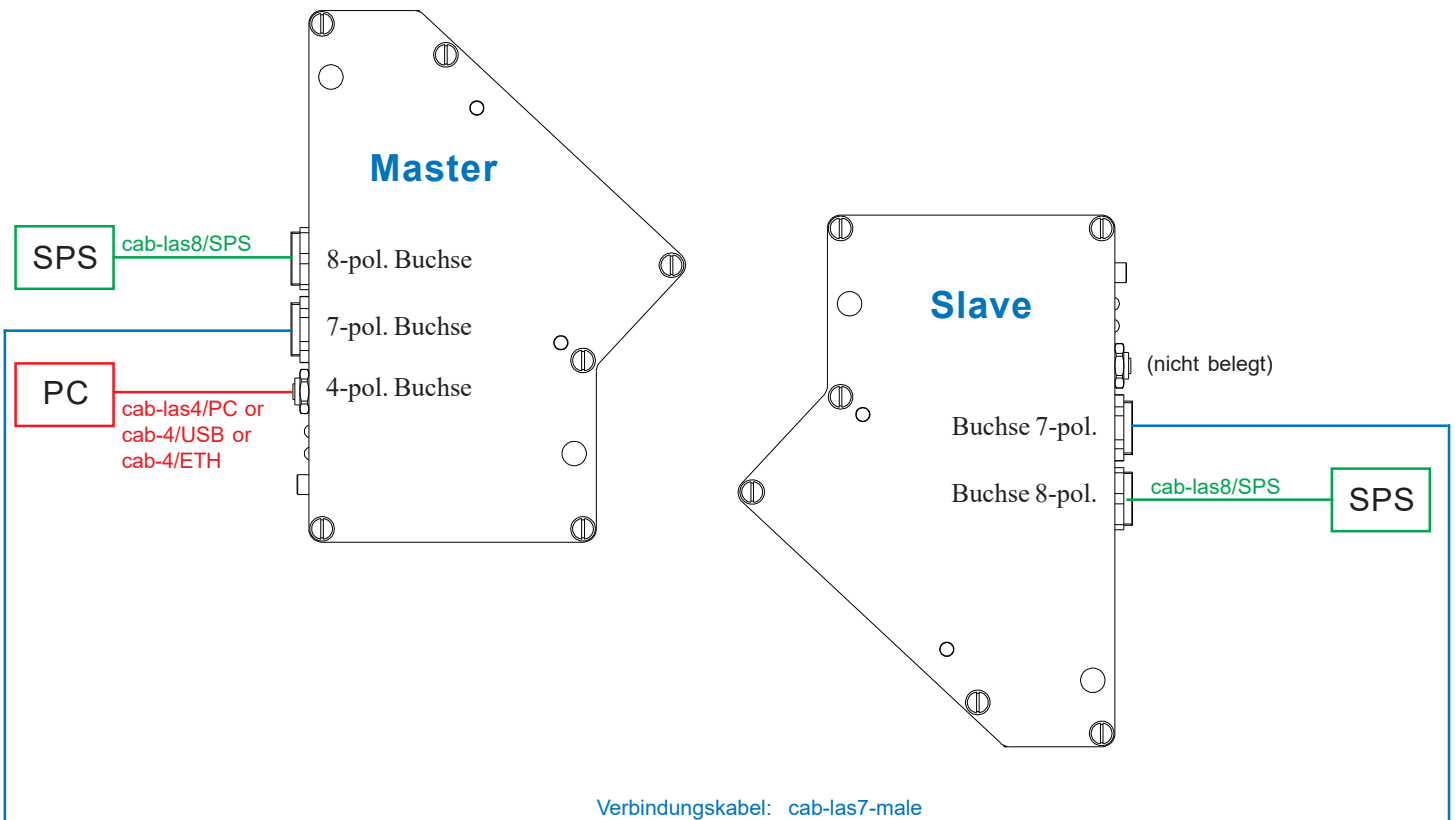 Master
SPS
cab-las8/SPS
8-pol. Buchse
7-pol. Buchse
PC
4-pol. Buchse
cab-las4/PC or
cab-4/USB or
cab-4/ETH
Slave
(nicht belegt)
Buchse 7-pol.
Buchse 8-pol.
cab-las8/SPS
SPS
Verbindungskabel: cab-las7-male